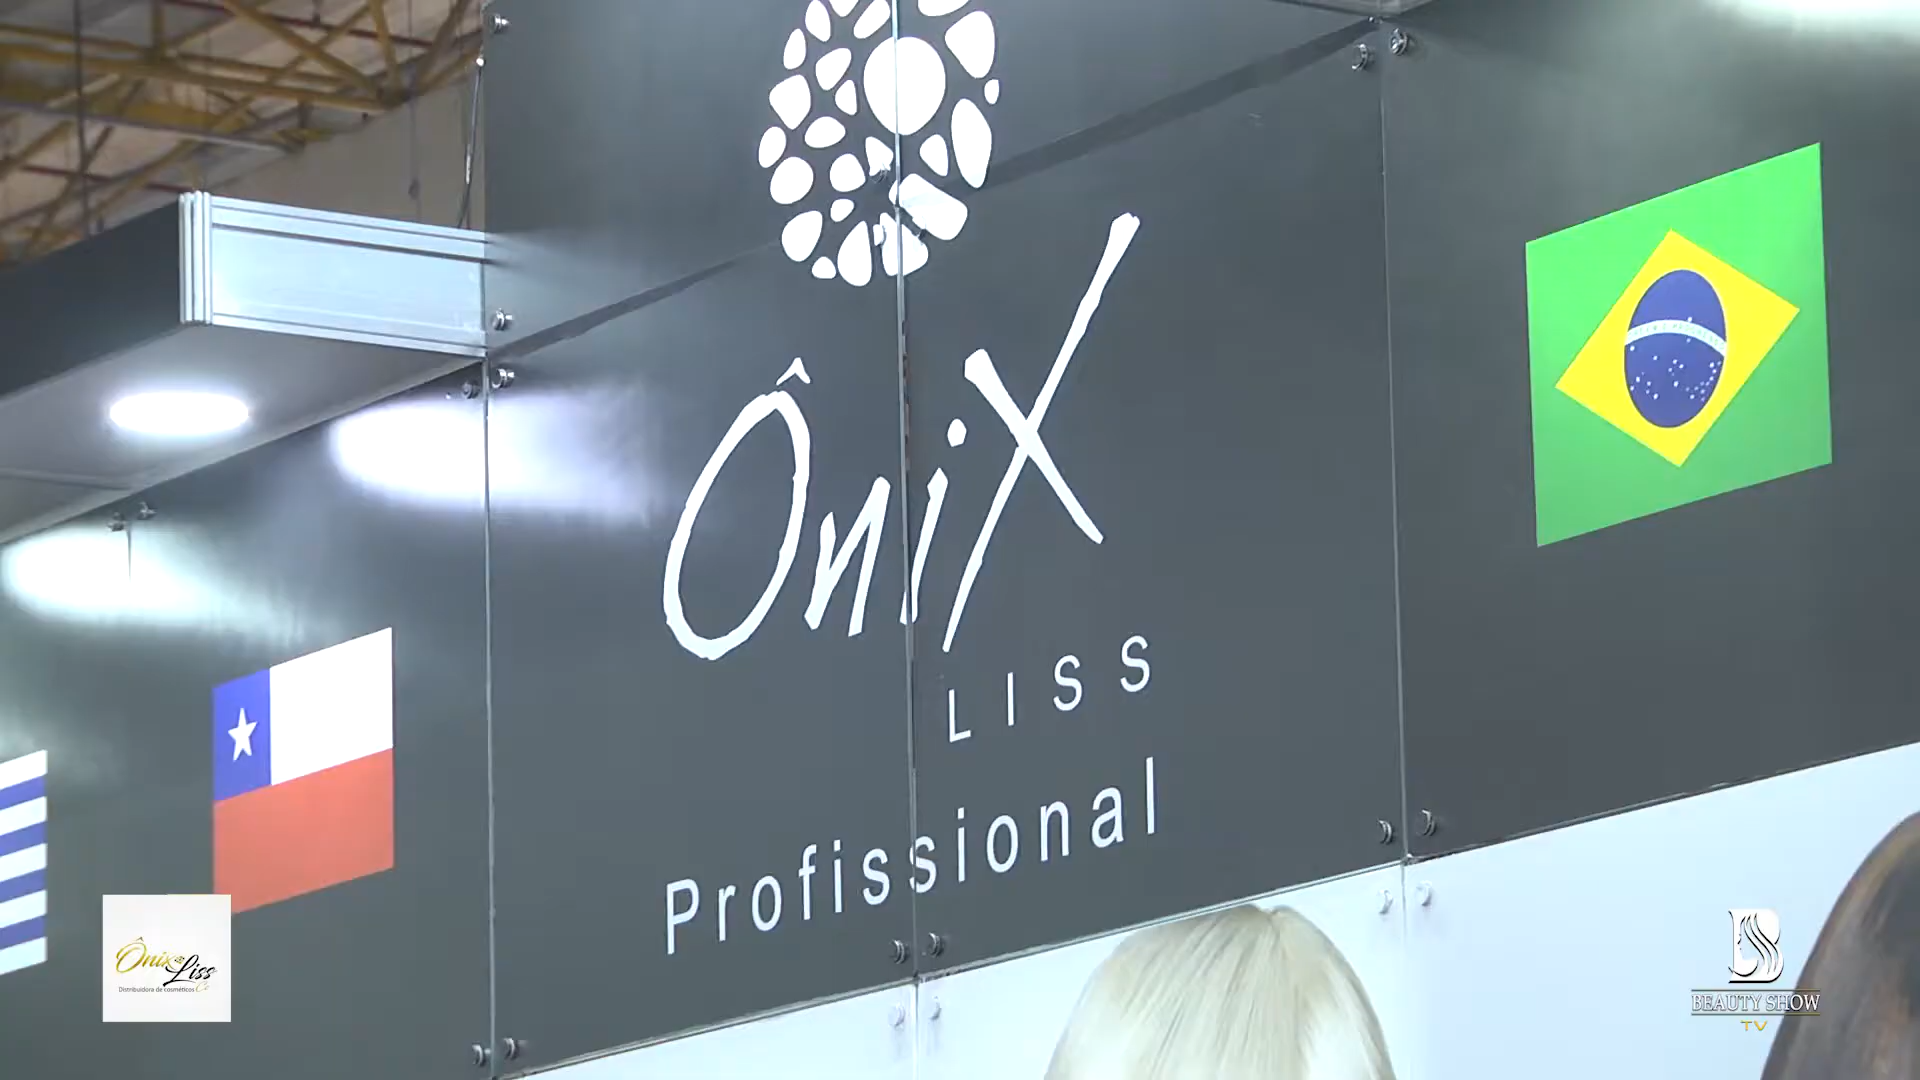 ÔniX
LISS
Profissional
Ônix Liss
Distribuidora de cosméticos
BEAUTY SHOW
TV